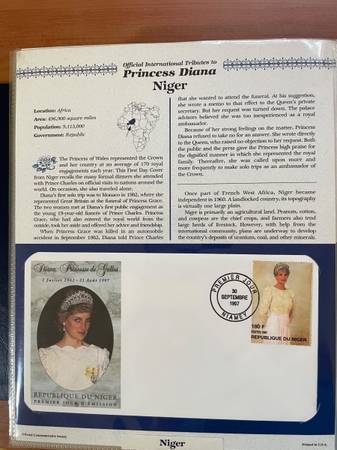 Official International Tributes to
Princess Diana
Niger
Location: Africa
Area: 496,900 square miles
Population: 9,113,000
Government: Republic
The Princess of Wales represented the Crown
and her country at an average of 170 royal
engagements each year. This First Day Cover
from Niger recalls the many formal dinners she attended
with Prince Charles on official visits to nations around the
world. On occasion, she also traveled alone.
Diana's first solo trip was to Monaco in 1982, where she
represented Great Britain at the funeral of Princess Grace.
The two women met at Diana's first public engagement as
the young 19-year-old fiancée of Prince Charles. Princess
Grace, who had also entered the royal world from the
outside, took her aside and offered her advice and friendship.
When Princess Grace was killed in an automobile
accident in September 1982, Diana told Prince Charles
that she wanted to attend the funeral. At his suggestion,
she wrote a memo to that effect to the Queen's private
secretary. But her request was turned down. The palace
advisors believed she was too inexperienced as a royal
ambassador.
Because of her strong feelings on the matter, Princess
Diana refused to take no for an answer. She wrote directly
to the Queen, who raised no objection to her request. Both
the public and the press gave the Princess high praise for
the dignified manner in which she represented the royal
family. Thereafter, she was called upon more and
more frequently to make solo trips as an ambassador of
the Crown.
Once part of French West Africa, Niger became
independent in 1960. A landlocked country, its topography
is virtually one large plain.
Niger is primarily an agricultural land. Peanuts, cotton,
and cowpeas are the chief crops, and farmers also tend
large herds of livestock. However, with help from the
international community, plans are under way to develop
the country's deposits of uranium, coal, and other minerals.
Diana, Princesse de Galles
1 Juillet 1961 - 31 Août 1997
REPUBLIQUE DU NIGER
PREMIER JOUR D'EMISSION
PREMIER JOUR
30
SEPTEMBRE
1997
NIAMEY
180 F
REPUBLIQUE DU NIGER
Niger
Printed in U.S.A.